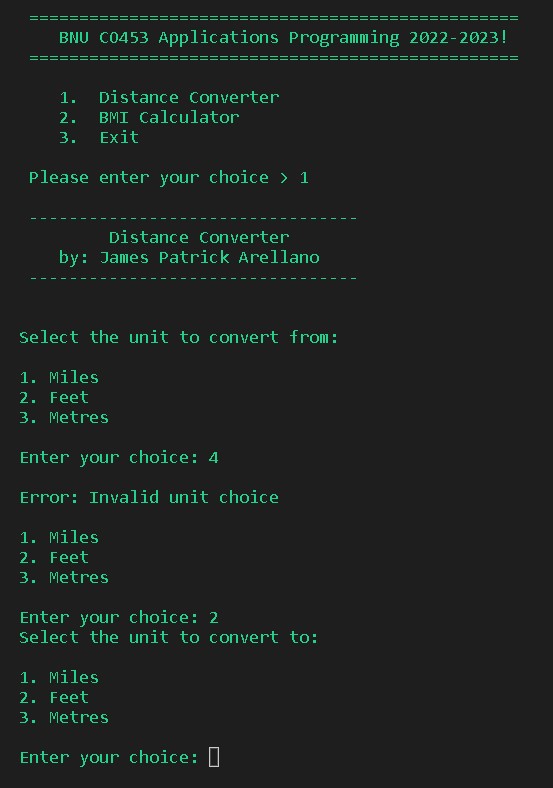 =================================================
BNU CO453 Applications Programming 2022-2023!
=================================================
1. Distance Converter
2. BMI Calculator
3. Exit
Please enter your choice > 1
---------------------------------
Distance Converter
by: James Patrick Arellano
---------------------------------
Select the unit to convert from:
1. Miles
2. Feet
3. Metres
Enter your choice: 4
Error: Invalid unit choice
1. Miles
2. Feet
3. Metres
Enter your choice: 2
Select the unit to convert to:
1. Miles
2. Feet
3. Metres
Enter your choice: